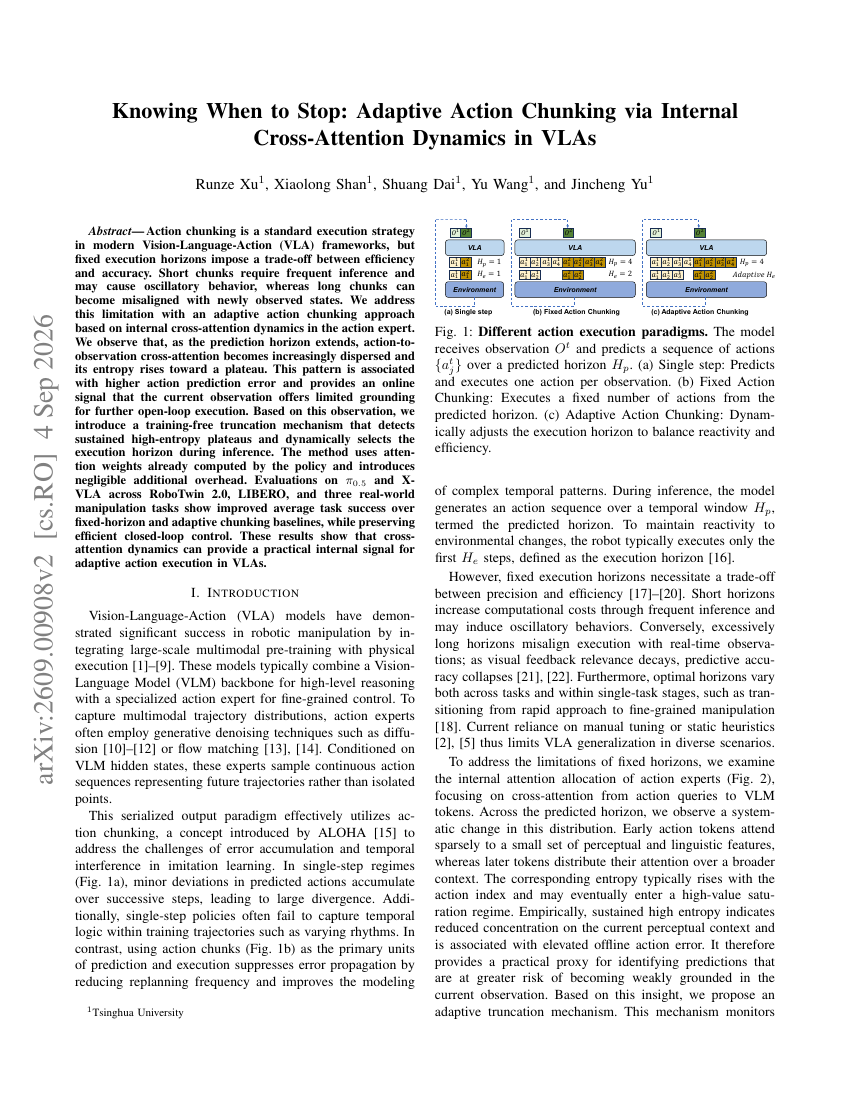 Knowing When to Stop: Adaptive Action Chunking via Internal
Cross-Attention Dynamics in VLAs
Runze Xu1, Xiaolong Shan1, Shuang Dai1, Yu Wang1, and Jincheng Yu1
arXiv:2609.00908v2 [cs.RO] 4 Sep 2026
Abstract—Action chunking is a standard execution strategy
in modern Vision-Language-Action (VLA) frameworks, but
fixed execution horizons impose a trade-off between efficiency
and accuracy. Short chunks require frequent inference and
may cause oscillatory behavior, whereas long chunks can
become misaligned with newly observed states. We address
this limitation with an adaptive action chunking approach
based on internal cross-attention dynamics in the action expert.
We observe that, as the prediction horizon extends, action-to-
observation cross-attention becomes increasingly dispersed and
its entropy rises toward a plateau. This pattern is associated
with higher action prediction error and provides an online
signal that the current observation offers limited grounding
for further open-loop execution. Based on this observation, we
introduce a training-free truncation mechanism that detects
sustained high-entropy plateaus and dynamically selects the
execution horizon during inference. The method uses atten-
tion weights already computed by the policy and introduces
negligible additional overhead. Evaluations on π0.5 and X-
VLA across RoboTwin 2.0, LIBERO, and three real-world
manipulation tasks show improved average task success over
fixed-horizon and adaptive chunking baselines, while preserving
efficient closed-loop control. These results show that cross-
attention dynamics can provide a practical internal signal for
adaptive action execution in VLAs.
I. INTRODUCTION
Vision-Language-Action (VLA) models have demon-
strated significant success in robotic manipulation by in-
tegrating large-scale multimodal pre-training with physical
execution [1]–[9]. These models typically combine a Vision-
Language Model (VLM) backbone for high-level reasoning
with a specialized action expert for fine-grained control. To
capture multimodal trajectory distributions, action experts
often employ generative denoising techniques such as diffu-
sion [10]–[12] or flow matching [13], [14]. Conditioned on
VLM hidden states, these experts sample continuous action
sequences representing future trajectories rather than isolated
points.
This serialized output paradigm effectively utilizes ac-
tion chunking, a concept introduced by ALOHA [15] to
address the challenges of error accumulation and temporal
interference in imitation learning. In single-step regimes
(Fig. 1a), minor deviations in predicted actions accumulate
over successive steps, leading to large divergence. Addi-
tionally, single-step policies often fail to capture temporal
logic within training trajectories such as varying rhythms. In
contrast, using action chunks (Fig. 1b) as the primary units
of prediction and execution suppresses error propagation by
reducing replanning frequency and improves the modeling
1Tsinghua University
VLA
Hp = 1
He = 1
Environment
(a) Single step
VLA
Hp = 4
He = 2
Environment
(b) Fixed Action Chunking
VLA
Hp = 4
Adaptive He
Environment
(c) Adaptive Action Chunking
Fig. 1: Different action execution paradigms. The model
receives observation Ot and predicts a sequence of actions
{atj} over a predicted horizon Hp. (a) Single step: Predicts
and executes one action per observation. (b) Fixed Action
Chunking: Executes a fixed number of actions from the
predicted horizon. (c) Adaptive Action Chunking: Dynam-
ically adjusts the execution horizon to balance reactivity and
efficiency.
of complex temporal patterns. During inference, the model
generates an action sequence over a temporal window Hp,
termed the predicted horizon. To maintain reactivity to
environmental changes, the robot typically executes only the
first He steps, defined as the execution horizon [16].
However, fixed execution horizons necessitate a trade-off
between precision and efficiency [17]–[20]. Short horizons
increase computational costs through frequent inference and
may induce oscillatory behaviors. Conversely, excessively
long horizons misalign execution with real-time observa-
tions; as visual feedback relevance decays, predictive accu-
racy collapses [21], [22]. Furthermore, optimal horizons vary
both across tasks and within single-task stages, such as tran-
sitioning from rapid approach to fine-grained manipulation
[18]. Current reliance on manual tuning or static heuristics
[2], [5] thus limits VLA generalization in diverse scenarios.
To address the limitations of fixed horizons, we examine
the internal attention allocation of action experts (Fig. 2),
focusing on cross-attention from action queries to VLM
tokens. Across the predicted horizon, we observe a system-
atic change in this distribution. Early action tokens attend
sparsely to a small set of perceptual and linguistic features,
whereas later tokens distribute their attention over a broader
context. The corresponding entropy typically rises with the
action index and may eventually enter a high-value satu-
ration regime. Empirically, sustained high entropy indicates
reduced concentration on the current perceptual context and
is associated with elevated offline action error. It therefore
provides a practical proxy for identifying predictions that
are at greater risk of becoming weakly grounded in the
current observation. Based on this insight, we propose an
adaptive truncation mechanism. This mechanism monitors